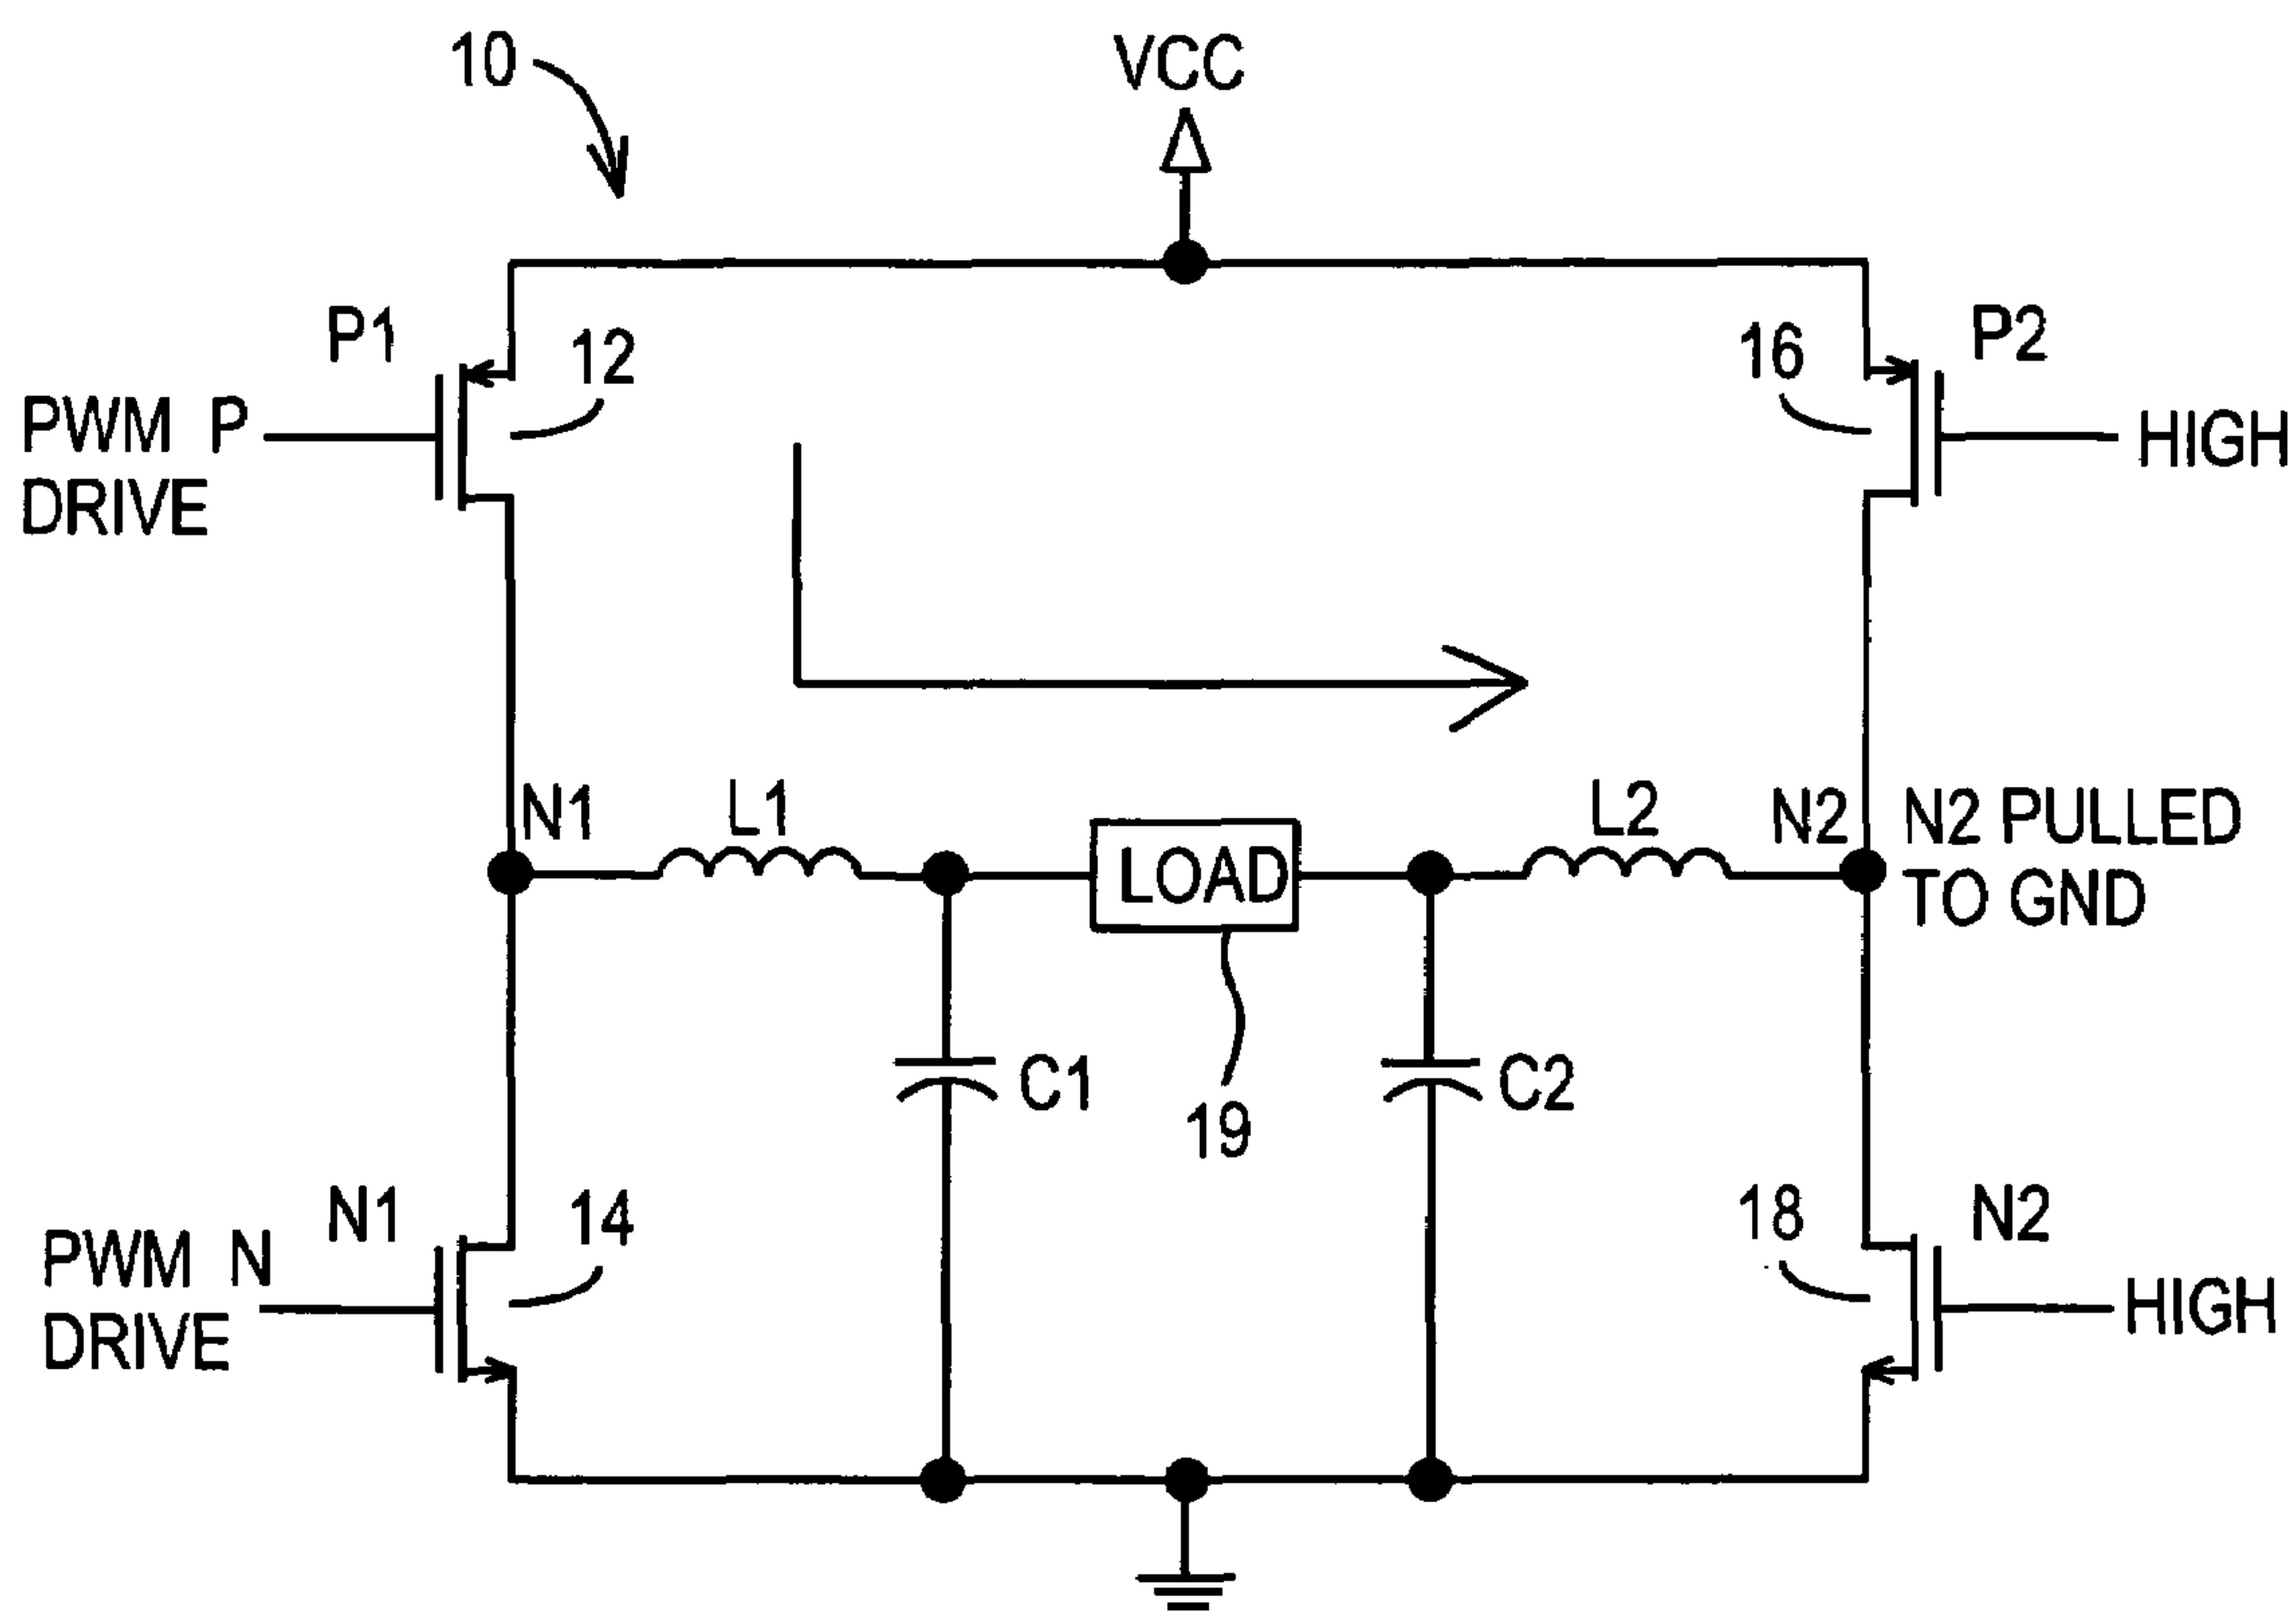 10
VCC
P1
12
16
P2
PWM P
DRIVE
HIGH
N1
L1
LOAD
L2
N2
N2 PULLED
TO GND
C1
C2
19
N1
14
18
N2
PWM N
DRIVE
HIGH